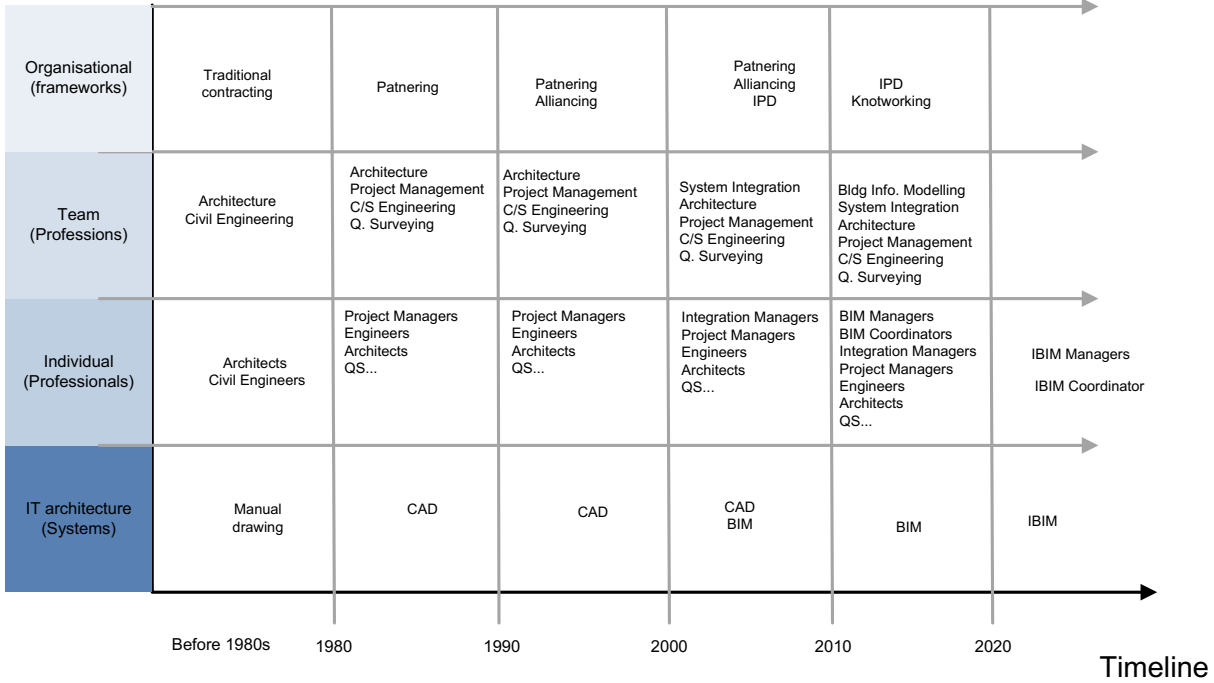 Organisational
(frameworks)
Traditional
contracting
Patnering
Patnering
Alliancing
Patnering
Alliancing
IPD
IPD
Knotworking
Team
(Professions)
Architecture
Civil Engineering
Architecture
Project Management
C/S Engineering
Q. Surveying
Architecture
Project Management
C/S Engineering
Q. Surveying
System Integration
Architecture
Project Management
C/S Engineering
Q. Surveying
Bldg Info. Modelling
System Integration
Architecture
Project Management
C/S Engineering
Q. Surveying
Individual
(Professionals)
Architects
Civil Engineers
Project Managers
Engineers
Architects
QS...
Project Managers
Engineers
Architects
QS...
Integration Managers
Project Managers
Engineers
Architects
QS...
BIM Managers
BIM Coordinators
Integration Managers
Project Managers
Engineers
Architects
QS...
IBIM Managers
IBIM Coordinator
IT architecture
(Systems)
Manual
drawing
CAD
CAD
CAD
BIM
BIM
IBIM
Before 1980s
1980
1990
2000
2010
2020
Timeline